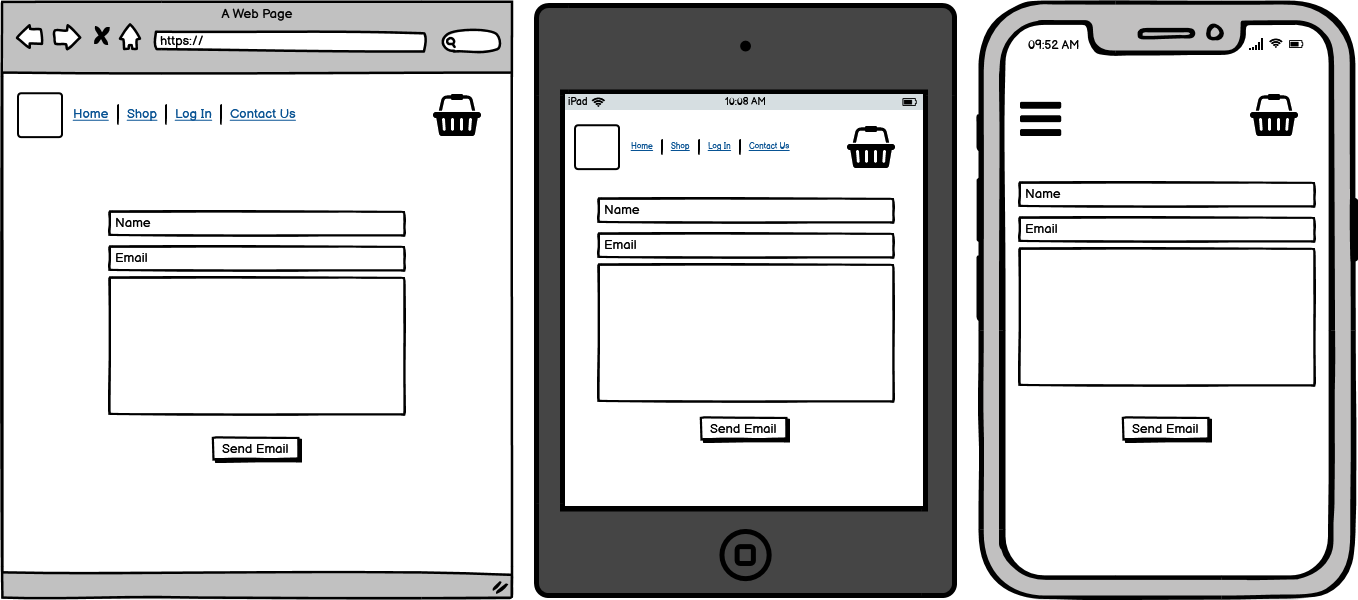 A Web Page
https://
Home Shop Log In Contact Us
Name
Email
Send Email
iPad 10:08 AM
Home Shop Log In Contact Us
Name
Email
Send Email
09:52 AM
Name
Email
Send Email